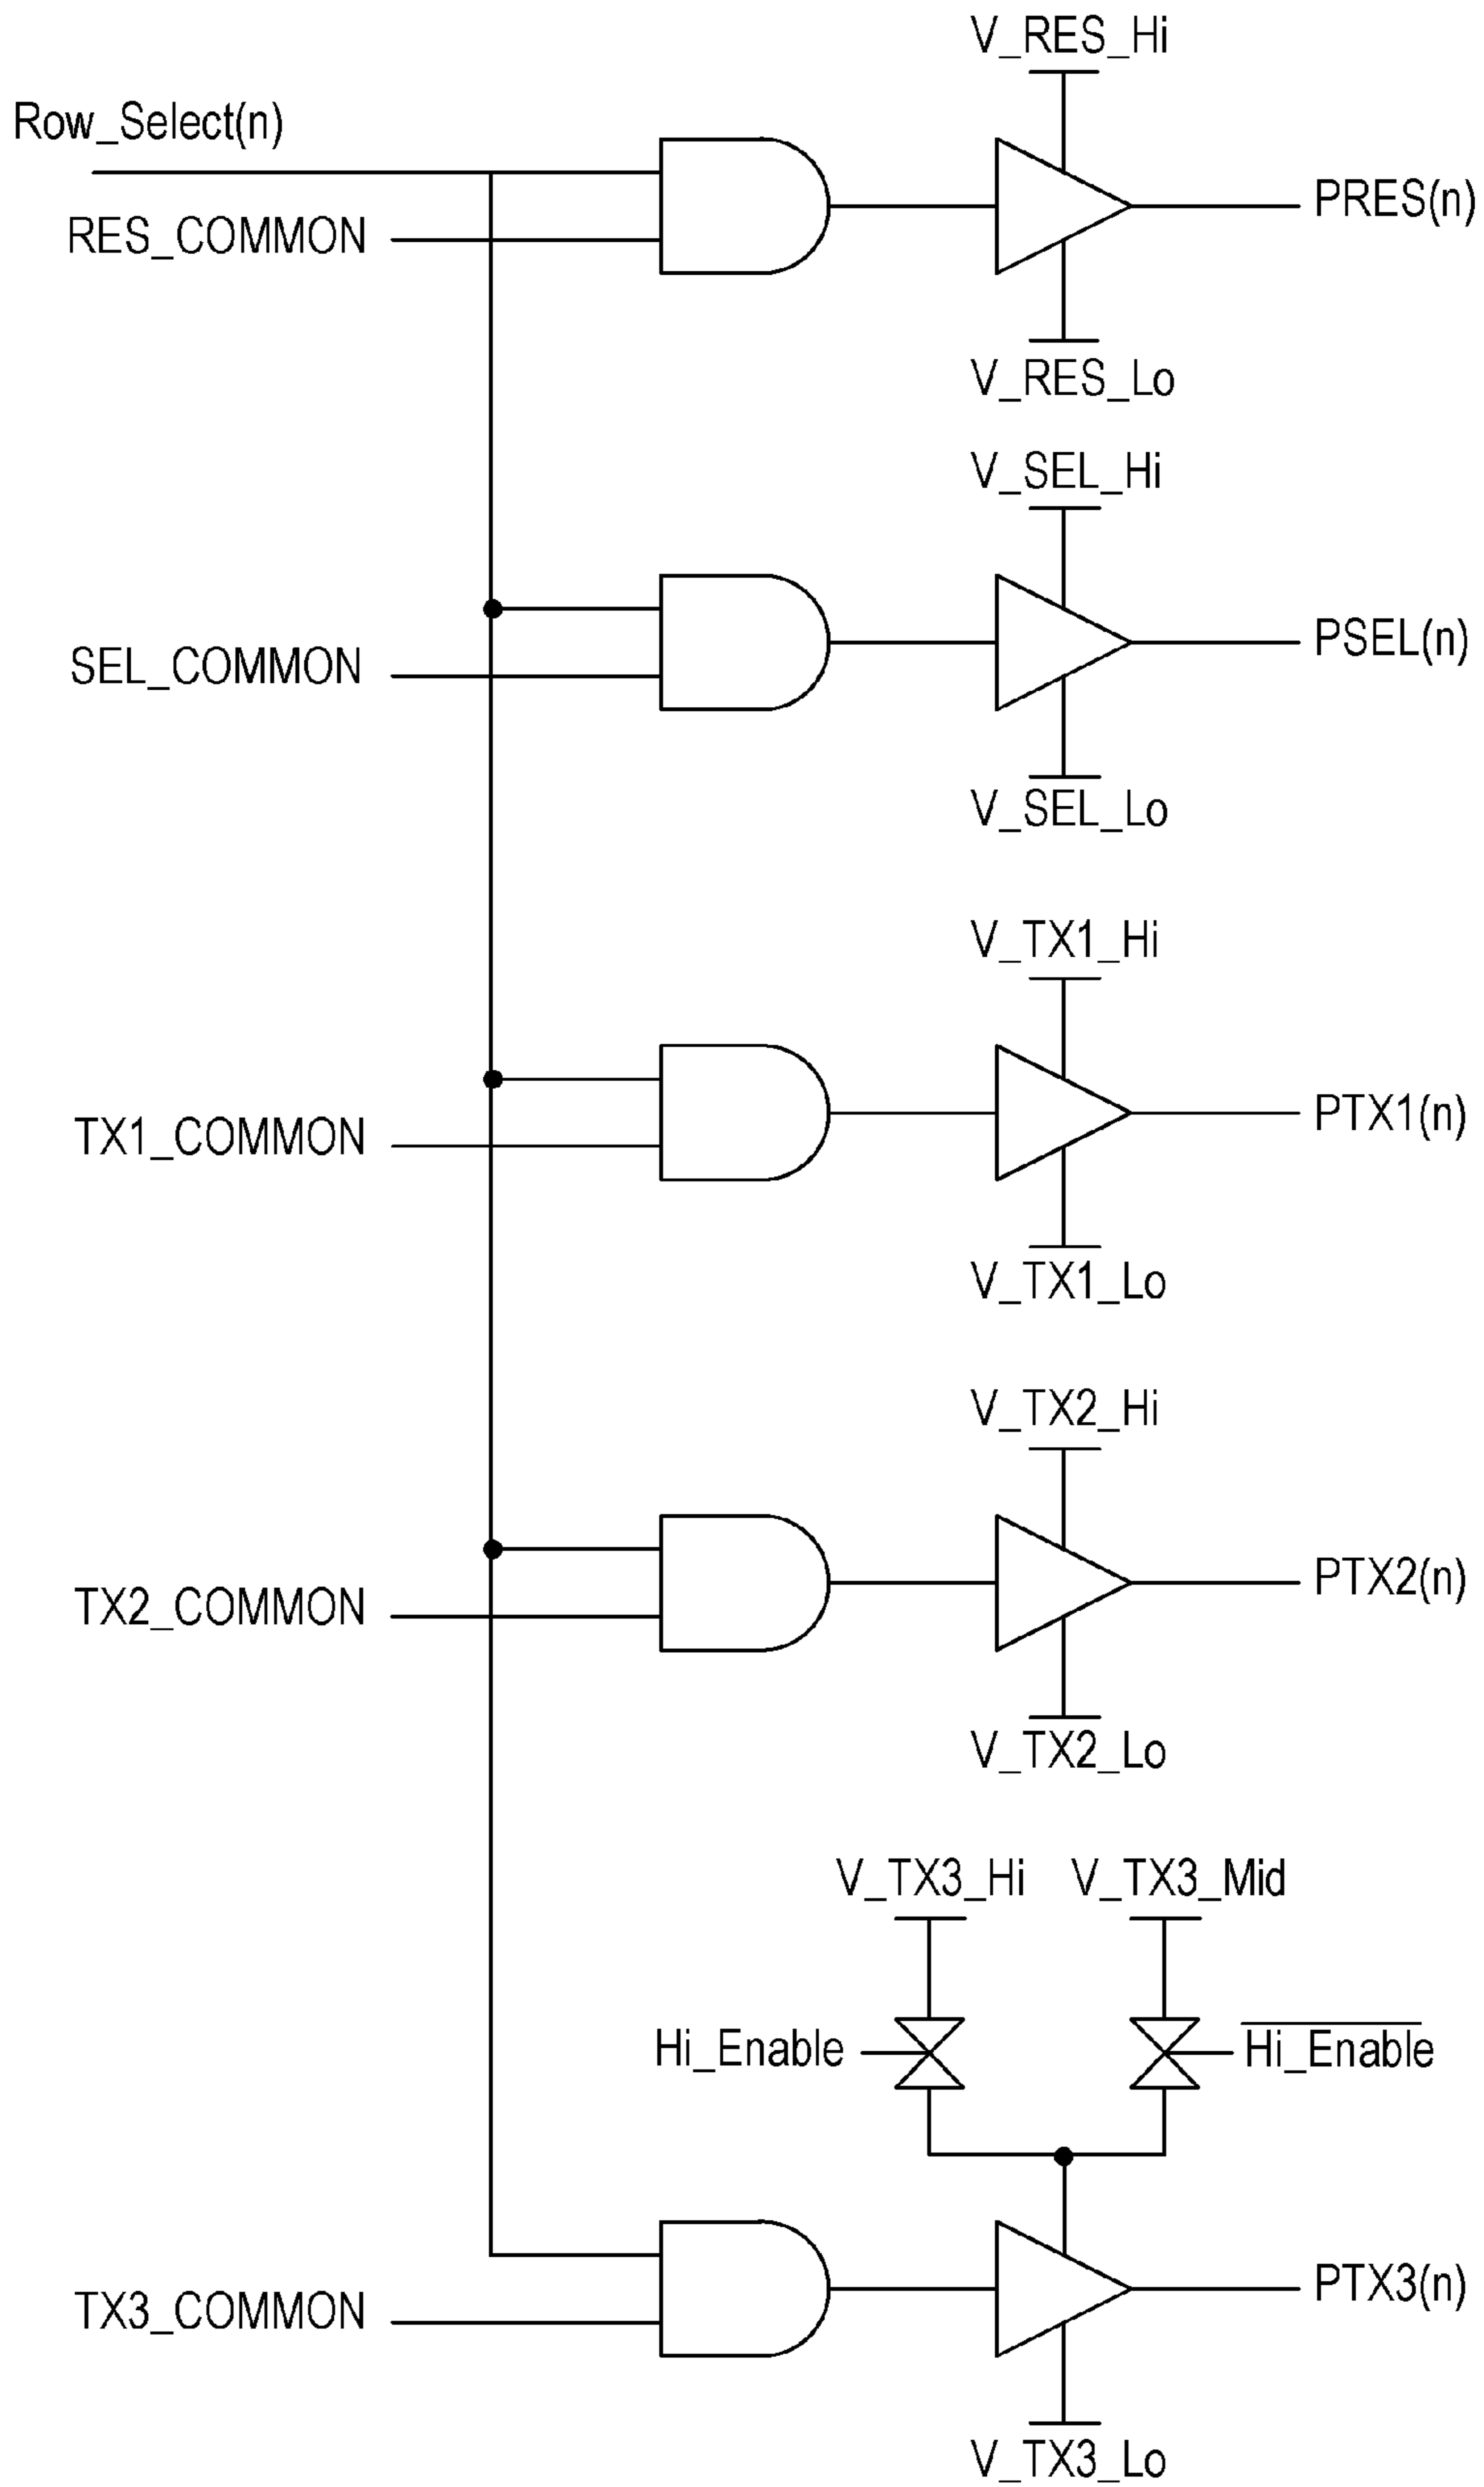 V_RES_Hi
Row_Select(n)
PRES(n)
RES_COMMON
V_RES_Lo
V_SEL_Hi
PSEL(n)
SEL_COMMON
V_SEL_Lo
V_TX1_Hi
PTX1(n)
TX1_COMMON
V_TX1_Lo
V_TX2_Hi
PTX2(n)
TX2_COMMON
V_TX2_Lo
V_TX3_Hi V_TX3_Mid
Hi_Enable H̅i̅_̅E̅n̅a̅b̅l̅e̅
PTX3(n)
TX3_COMMON
V_TX3_Lo